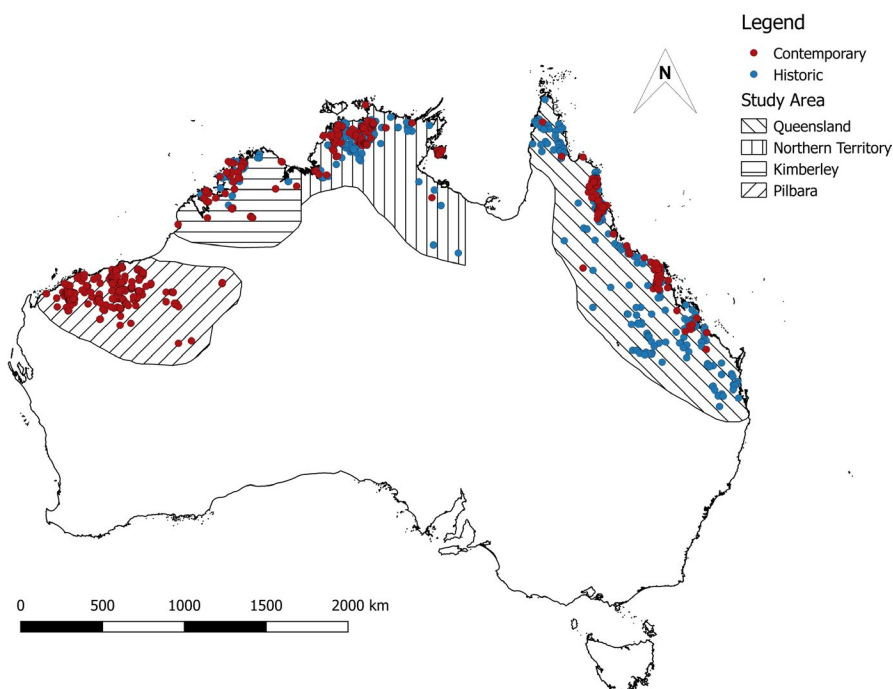 Legend
Contemporary
Historic
N
Study Area
Queensland
Northern Territory
Kimberley
Pilbara
0 500 1000 1500 2000 km